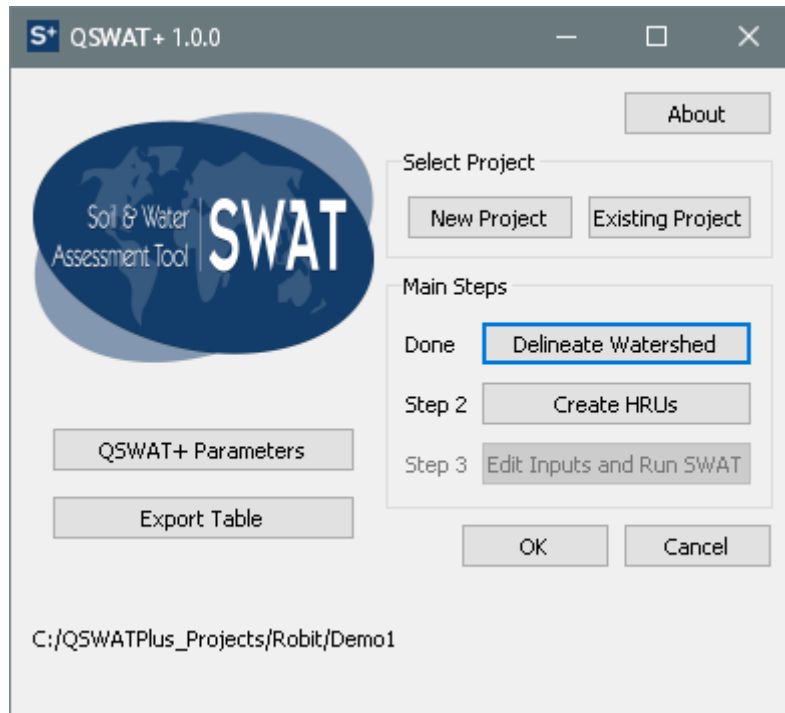 S+ QSWAT+ 1.0.0
About
Soil & Water
Assessment Tool
SWAT
Select Project
New Project Existing Project
Main Steps
Done Delineate Watershed
Step 2 Create HRUs
QSWAT+ Parameters
Step 3 Edit Inputs and Run SWAT
Export Table
OK Cancel
C:/QSWATPlus_Projects/Robit/Demo1